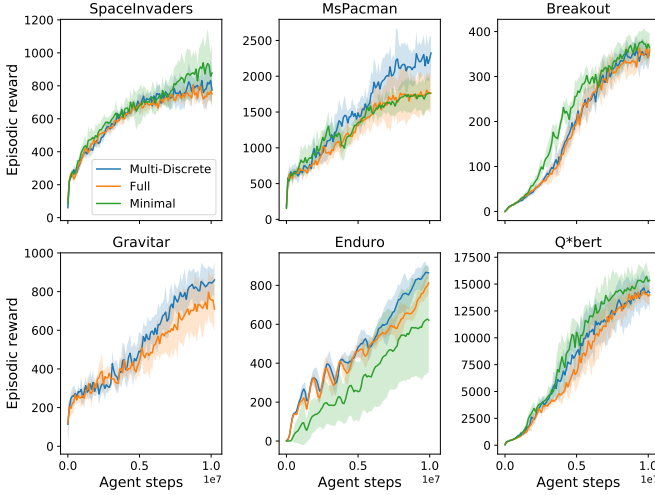 SpaceInvaders
MsPacman
Breakout
Episodic reward
1200
1000
800
600
400
200
0
Multi-Discrete
Full
Minimal
2500
2000
1500
1000
500
0
400
300
200
100
0
Gravitar
Enduro
Q*bert
Episodic reward
1000
800
600
400
200
0
0.0 0.5 1.0
1e7
Agent steps
800
600
400
200
0
0.0 0.5 1.0
1e7
Agent steps
17500
15000
12500
10000
7500
5000
2500
0
0.0 0.5 1.0
1e7
Agent steps